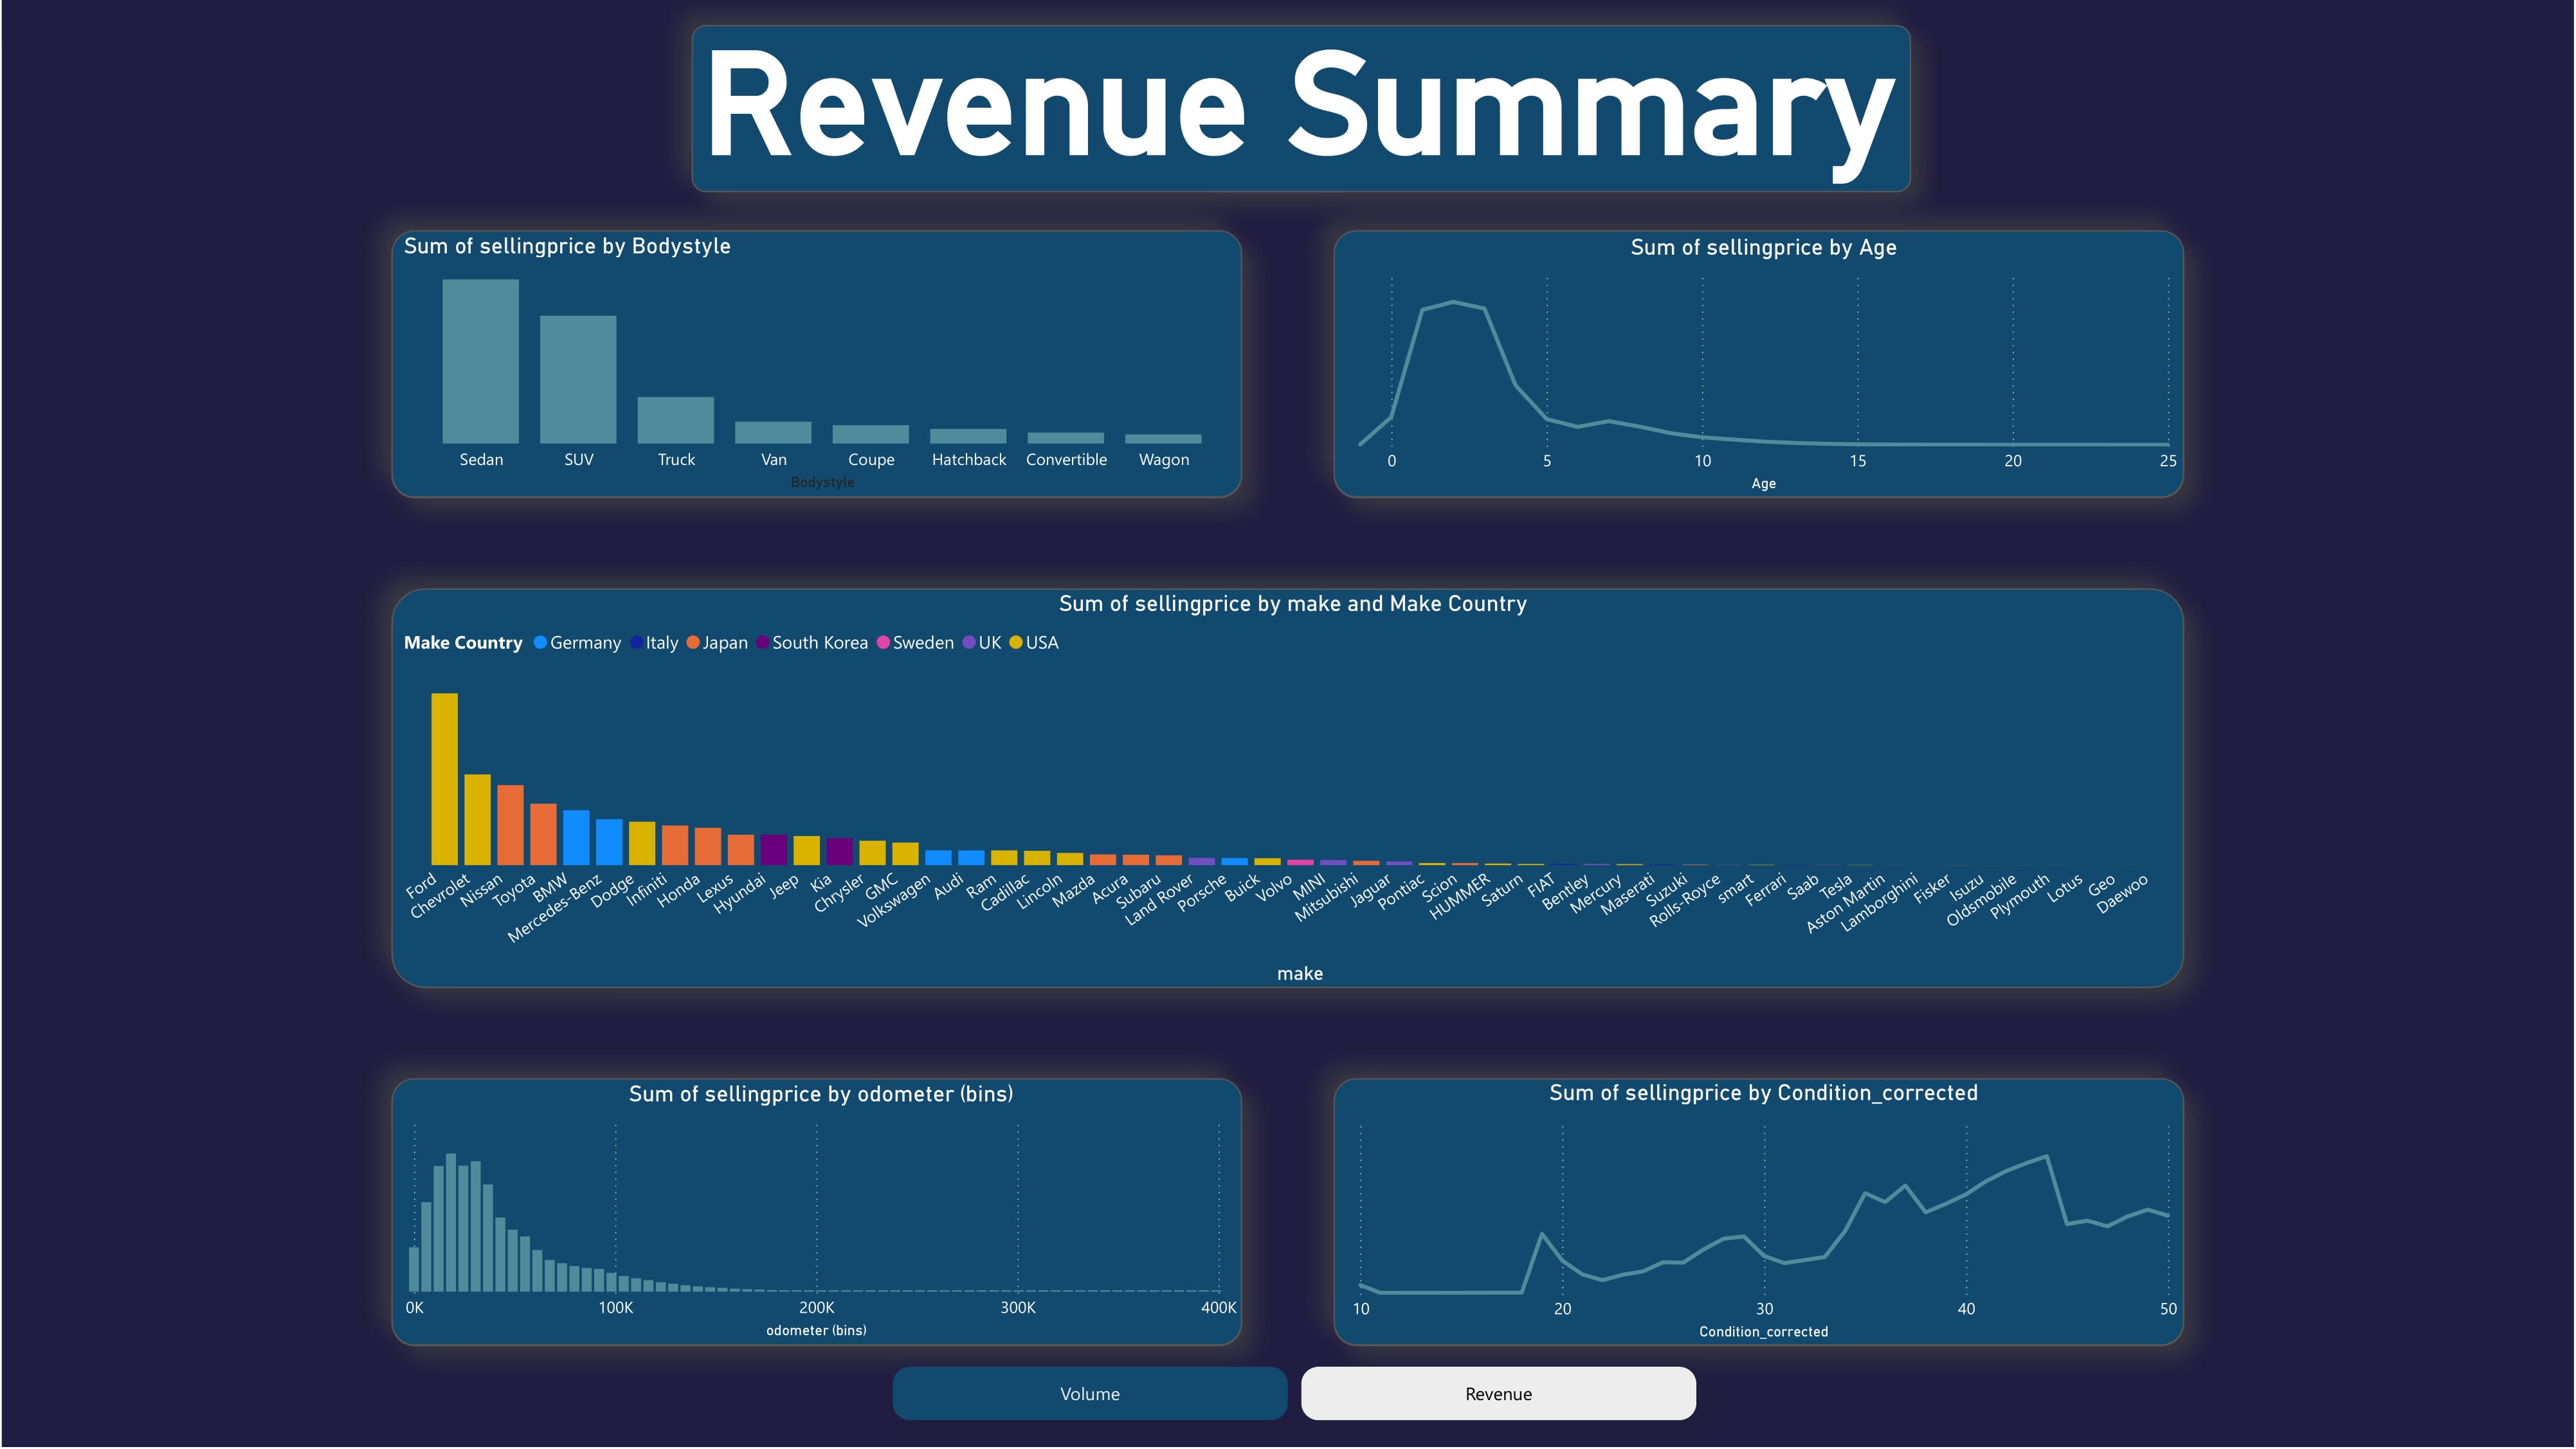 Revenue Summary
Sum of sellingprice by Bodystyle
Sedan SUV Truck Van Coupe Hatchback Convertible Wagon
Bodystyle
Sum of sellingprice by Age
0 5 10 15 20 25
Age
Sum of sellingprice by make and Make Country
Make Country Germany Italy Japan South Korea Sweden UK USA
Ford Chevrolet Nissan Toyota BMW Mercedes-Benz Dodge Infiniti Honda Lexus Hyundai Jeep Kia Chrysler GMC Volkswagen Audi Ram Cadillac Lincoln Mazda Acura Subaru Land Rover Porsche Buick Volvo MINI Mitsubishi Jaguar Pontiac Scion HUMMER Saturn FIAT Bentley Mercury Maserati Suzuki Rolls-Royce smart Ferrari Saab Tesla Aston Martin Lamborghini Fisker Isuzu Oldsmobile Plymouth Lotus Geo Daewoo
make
Sum of sellingprice by odometer (bins)
0K 100K 200K 300K 400K
odometer (bins)
Sum of sellingprice by Condition_corrected
10 20 30 40 50
Condition_corrected
Volume
Revenue